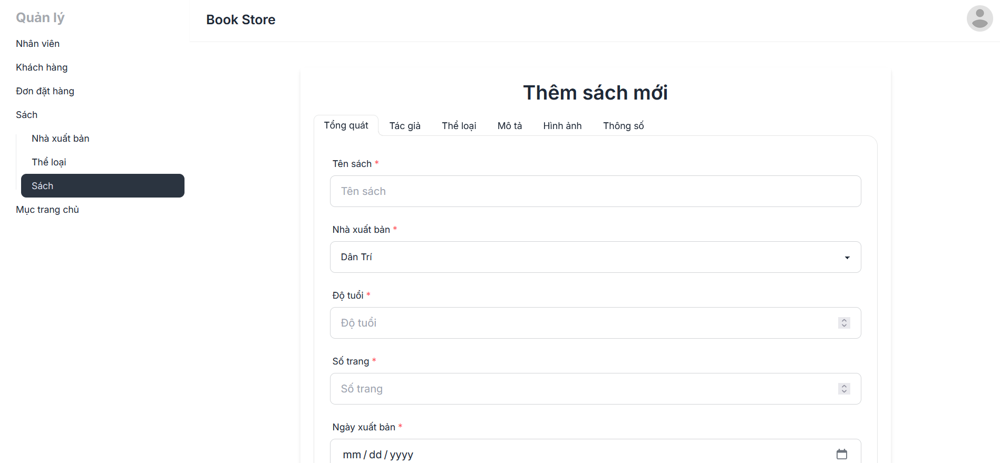 Quản lý
Nhân viên
Khách hàng
Đơn đặt hàng
Sách
Nhà xuất bản
Thể loại
Sách
Mục trang chủ
Book Store
Thêm sách mới
Tổng quát Tác giả Thể loại Mô tả Hình ảnh Thông số
Tên sách *
Tên sách
Nhà xuất bản *
Dân Trí
Độ tuổi *
Độ tuổi
Số trang *
Số trang
Ngày xuất bản *
mm/dd/yyyy